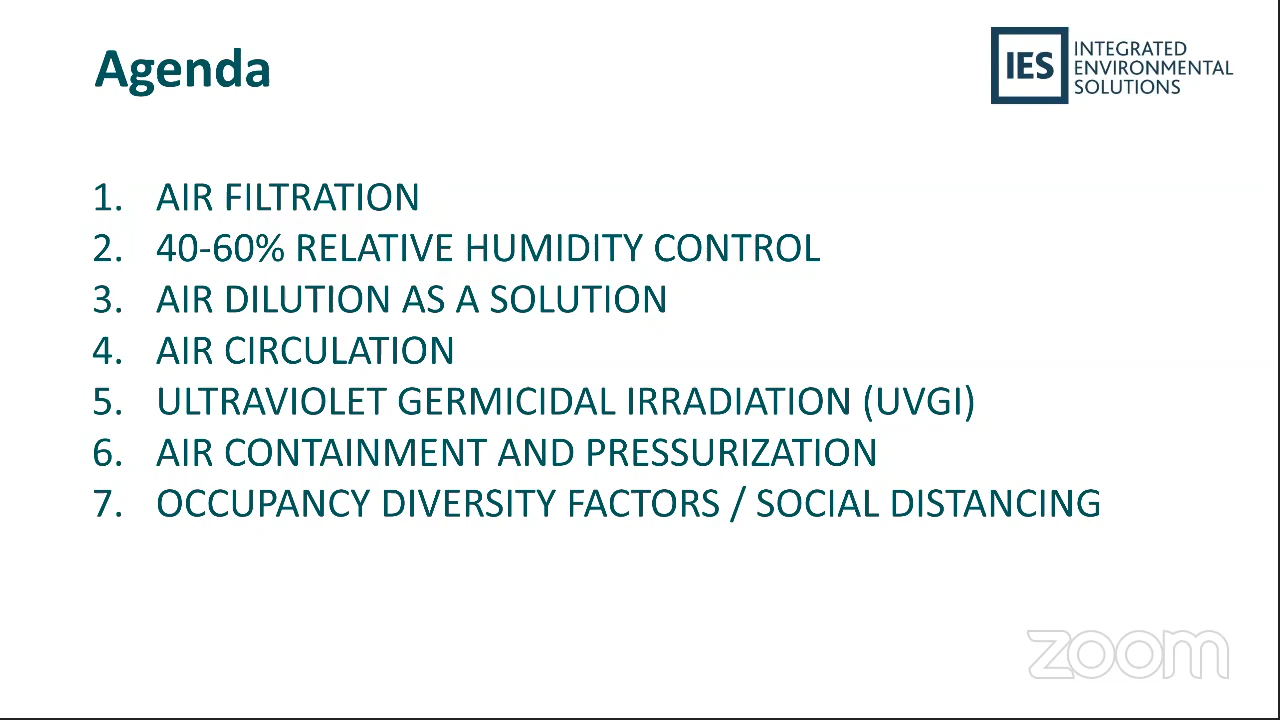 Agenda
IES
INTEGRATED
ENVIRONMENTAL
SOLUTIONS
1. AIR FILTRATION
2. 40-60% RELATIVE HUMIDITY CONTROL
3. AIR DILUTION AS A SOLUTION
4. AIR CIRCULATION
5. ULTRAVIOLET GERMICIDAL IRRADIATION (UVGI)
6. AIR CONTAINMENT AND PRESSURIZATION
7. OCCUPANCY DIVERSITY FACTORS / SOCIAL DISTANCING
zoom